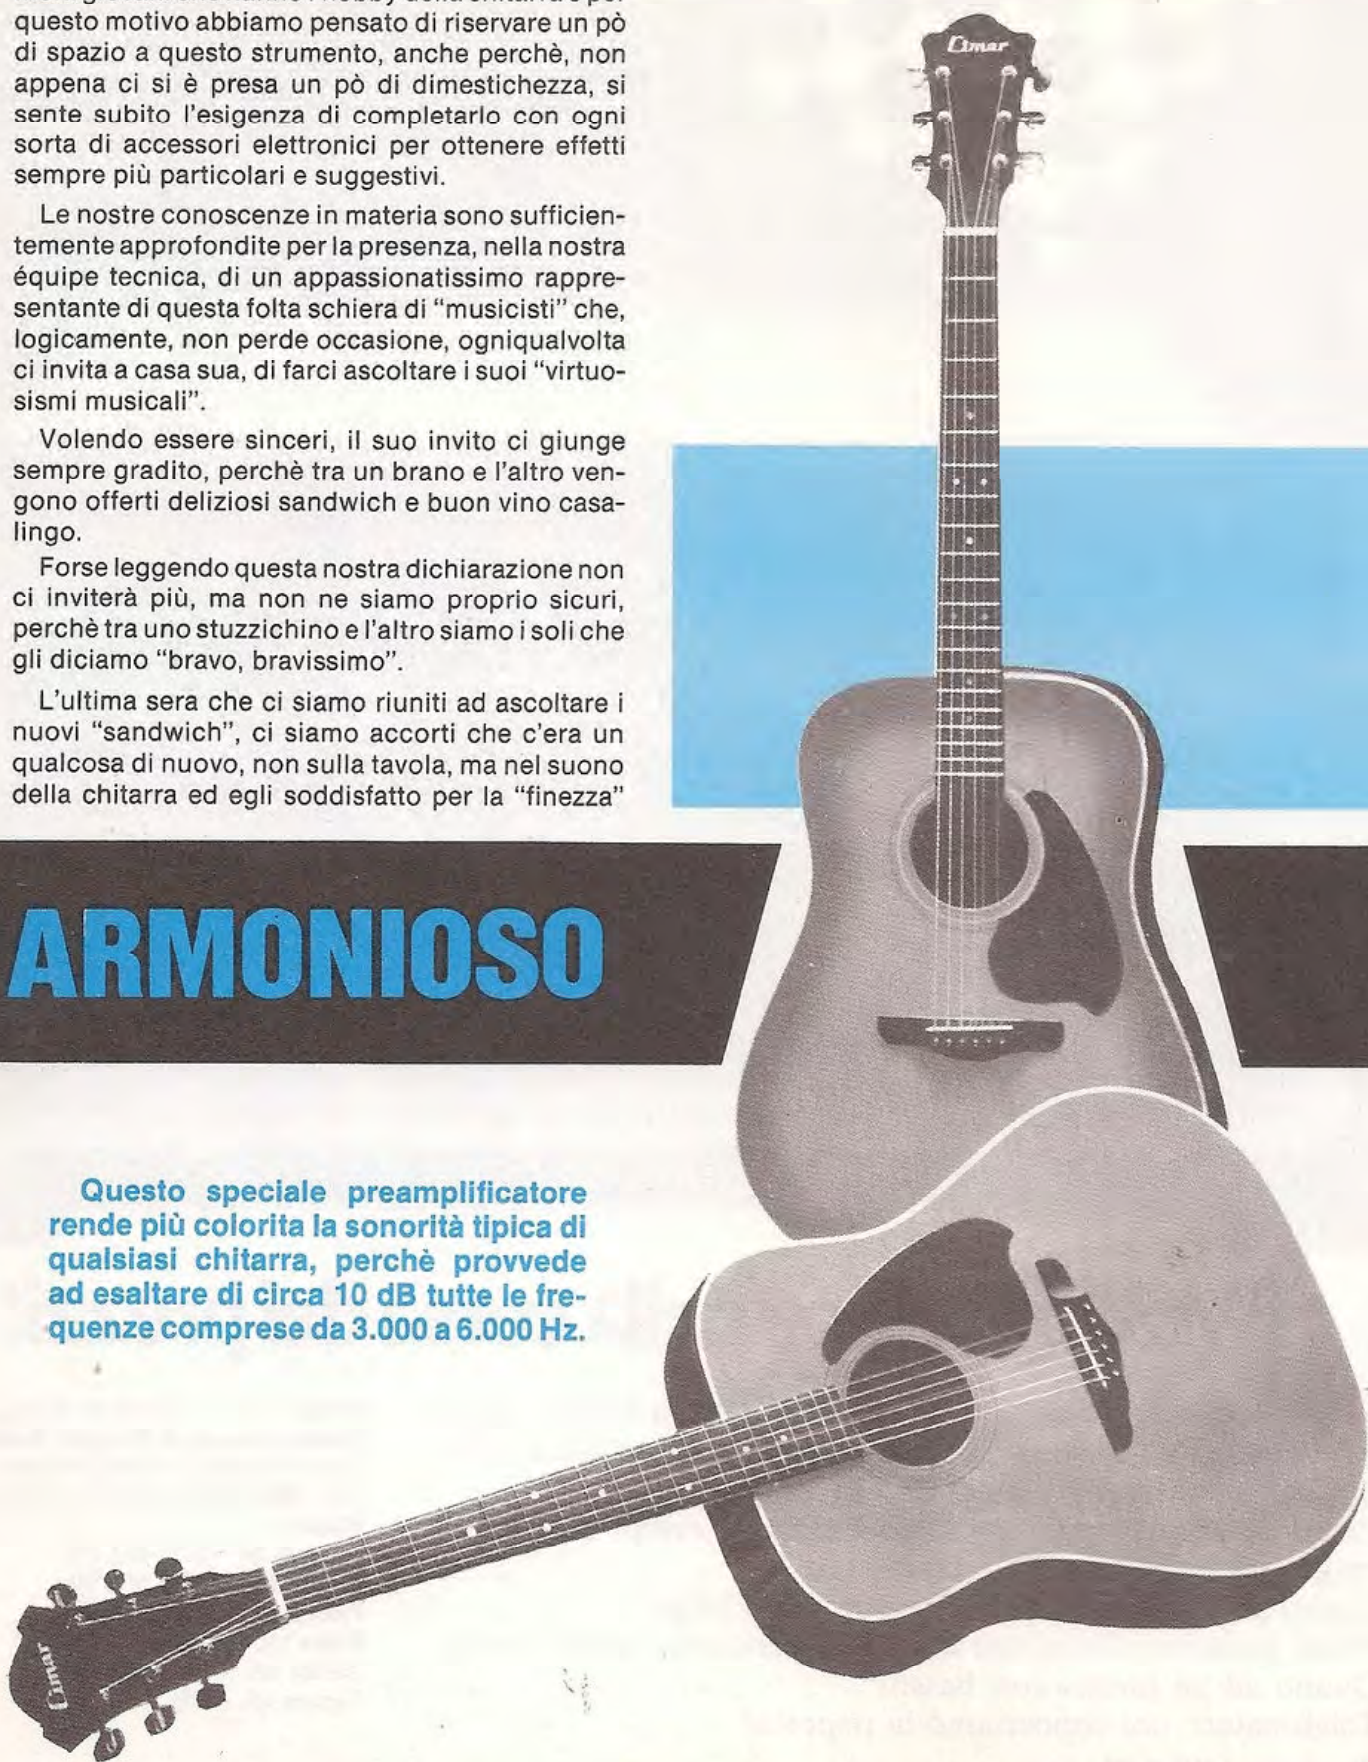 questo motivo abbiamo pensato di riservare un pò
di spazio a questo strumento, anche perchè, non
appena ci si è presa un pò di dimestichezza, si
sente subito l'esigenza di completarlo con ogni
sorta di accessori elettronici per ottenere effetti
sempre più particolari e suggestivi.
Le nostre conoscenze in materia sono sufficien-
temente approfondite per la presenza, nella nostra
équipe tecnica, di un appassionatissimo rappre-
sentante di questa folta schiera di "musicisti" che,
logicamente, non perde occasione, ogniqualvolta
ci invita a casa sua, di farci ascoltare i suoi "virtuo-
sismi musicali".
Volendo essere sinceri, il suo invito ci giunge
sempre gradito, perchè tra un brano e l'altro ven-
gono offerti deliziosi sandwich e buon vino casa-
lingo.
Forse leggendo questa nostra dichiarazione non
ci inviterà più, ma non ne siamo proprio sicuri,
perchè tra uno stuzzichino e l'altro siamo i soli che
gli diciamo "bravo, bravissimo".
L'ultima sera che ci siamo riuniti ad ascoltare i
nuovi "sandwich", ci siamo accorti che c'era un
qualcosa di nuovo, non sulla tavola, ma nel suono
della chitarra ed egli soddisfatto per la "finezza"
ARMONIOSO
Questo speciale preamplificatore
rende più colorita la sonorità tipica di
qualsiasi chitarra, perchè provvede
ad esaltare di circa 10 dB tutte le fre-
quenze comprese da 3.000 a 6.000 Hz.
Cimar
Cimar